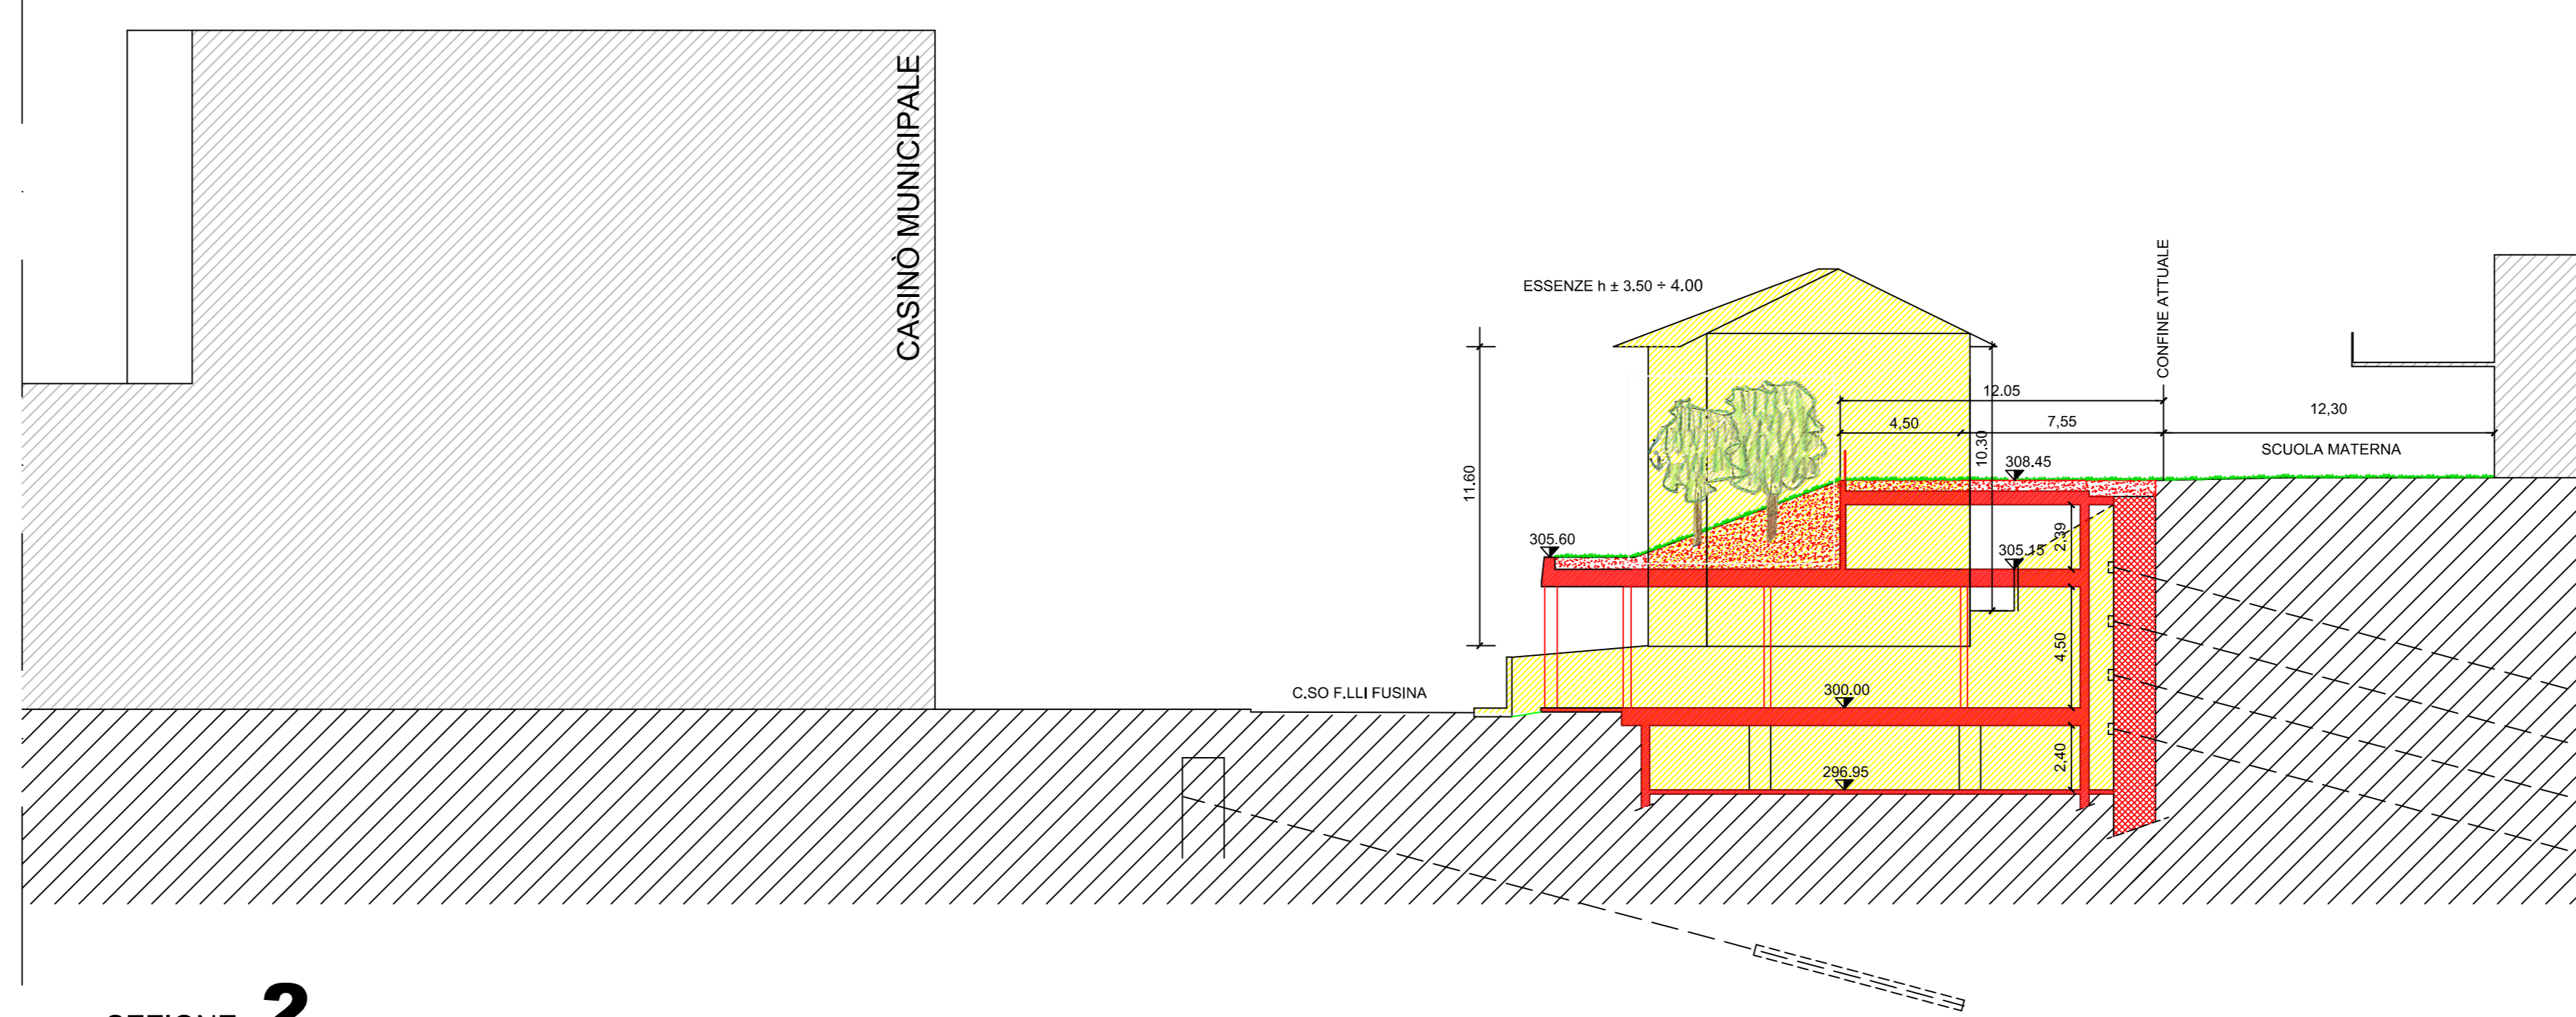 CASINÒ MUNICIPALE
ESSENZE h ± 3.50 ÷ 4.00
CONFINE ATTUALE
12.05
12,30
4,50
7,55
10.30
SCUOLA MATERNA
308.45
11.60
305.60
2,39
305.15
4,50
C.SO F.LLI FUSINA
300.00
2,40
296.95
SEZIONE 2